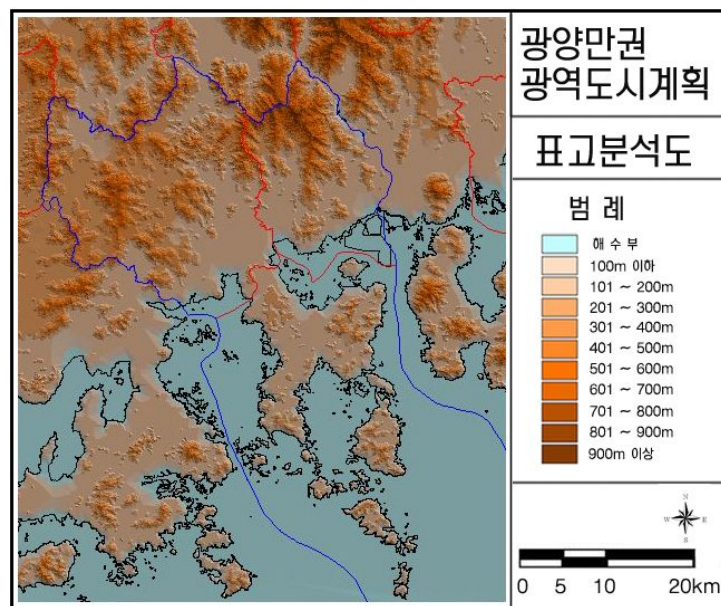 광양만권
광역도시계획
표고분석도
범 례
해 수 부
100m 이하
101 ~ 200m
201 ~ 300m
301 ~ 400m
401 ~ 500m
501 ~ 600m
601 ~ 700m
701 ~ 800m
801 ~ 900m
900m 이상
N
W E
S
0 5 10 20km